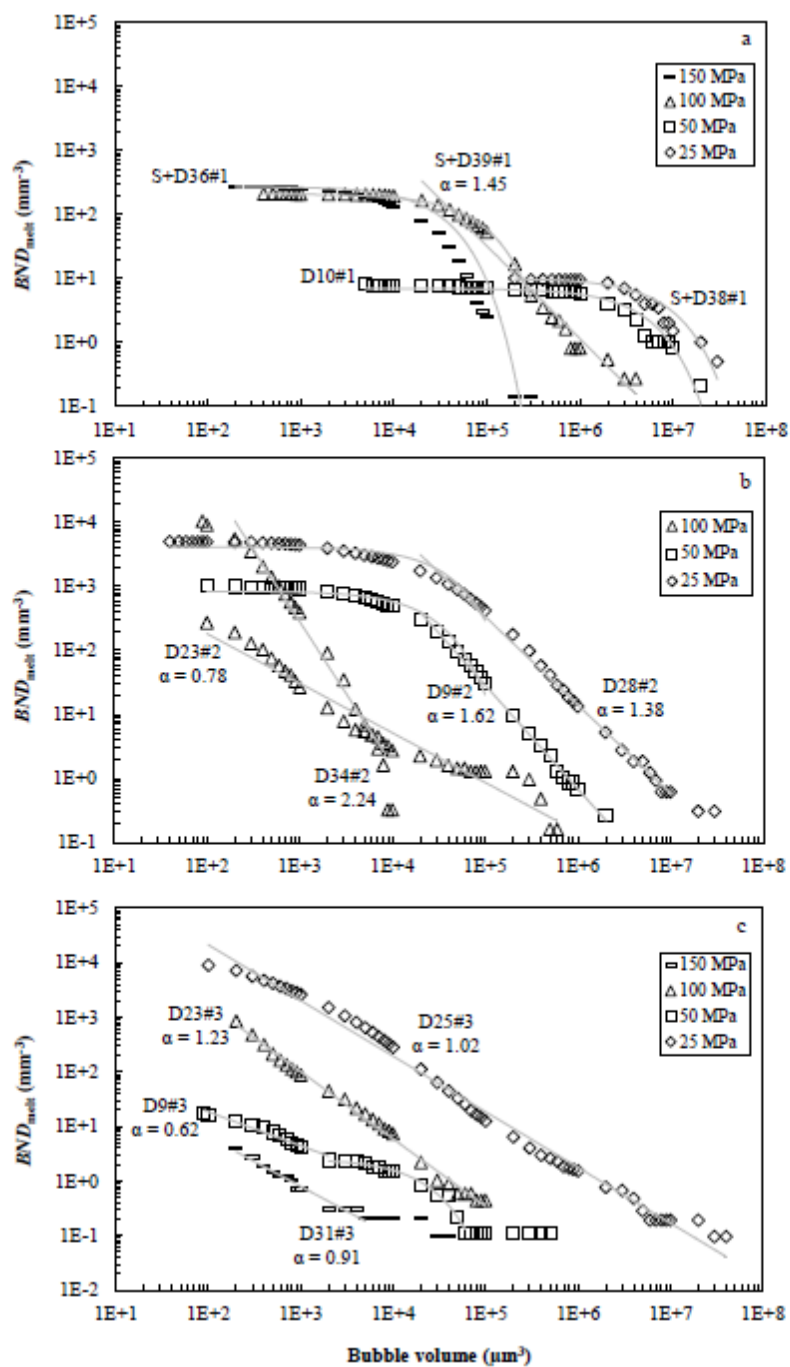 a
1E+5
1E+4
1E+3
1E+2
1E+1
1E+0
1E-1
BNDmelt (mm-3)
150 MPa
100 MPa
50 MPa
25 MPa
S+D36#1
S+D39#1
α = 1.45
D10#1
S+D38#1
1E+1 1E+2 1E+3 1E+4 1E+5 1E+6 1E+7 1E+8
b
1E+5
1E+4
1E+3
1E+2
1E+1
1E+0
1E-1
BNDmelt (mm-3)
100 MPa
50 MPa
25 MPa
D23#2
α = 0.78
D34#2
α = 2.24
D9#2
α = 1.62
D28#2
α = 1.38
1E+1 1E+2 1E+3 1E+4 1E+5 1E+6 1E+7 1E+8
c
1E+5
1E+4
1E+3
1E+2
1E+1
1E+0
1E-1
1E-2
BNDmelt (mm-3)
150 MPa
100 MPa
50 MPa
25 MPa
D25#3
α = 1.02
D23#3
α = 1.23
D9#3
α = 0.62
D31#3
α = 0.91
1E+1 1E+2 1E+3 1E+4 1E+5 1E+6 1E+7 1E+8
Bubble volume (µm³)